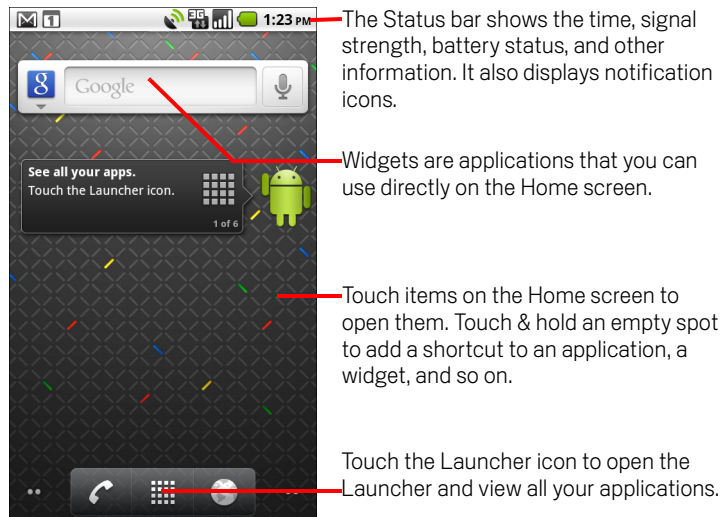 1
3G
1:23 PM
8
Google
See all your apps.
Touch the Launcher icon.
1 of 6
The Status bar shows the time, signal
strength, battery status, and other
information. It also displays notification
icons.
Widgets are applications that you can
use directly on the Home screen.
Touch items on the Home screen to
open them. Touch & hold an empty spot
to add a shortcut to an application, a
widget, and so on.
Touch the Launcher icon to open the
Launcher and view all your applications.